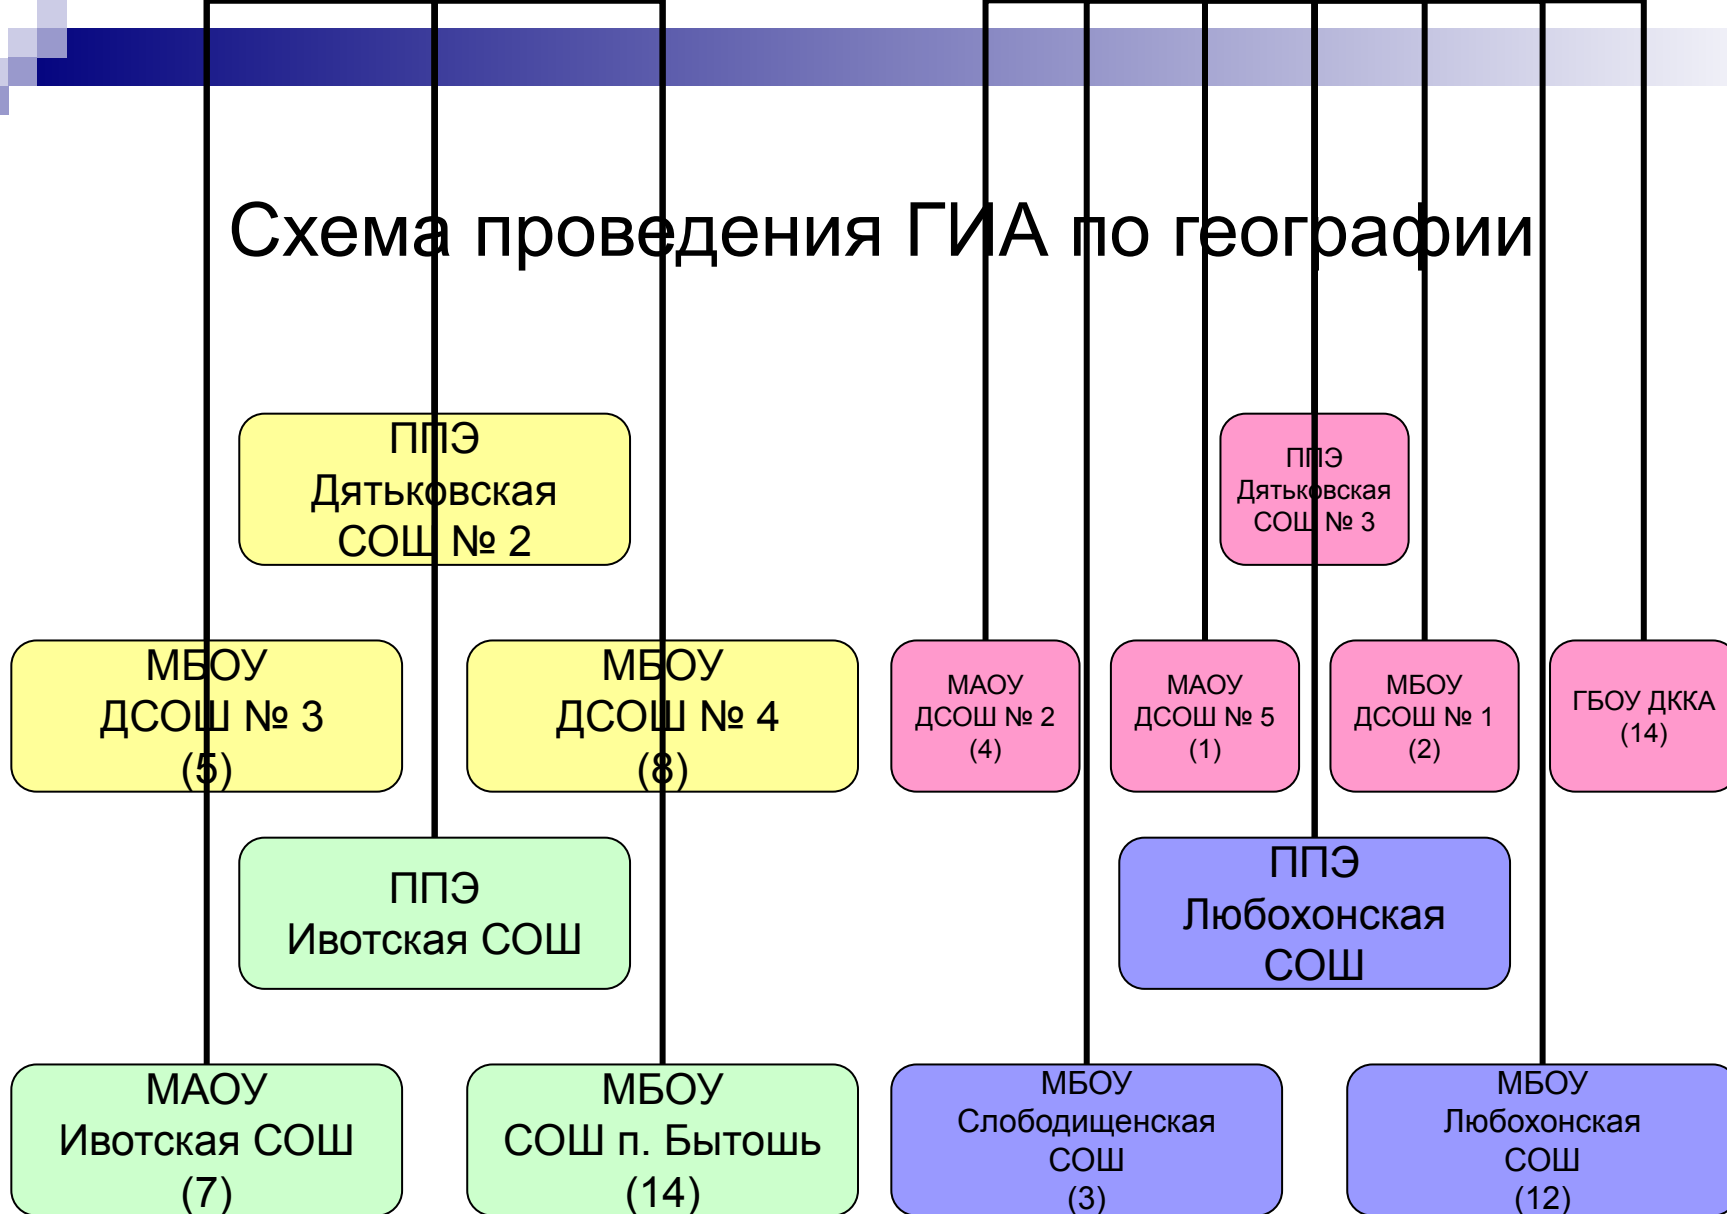 Схема проведения ГИА по географии
ППЭ
Дятьковская
СОШ № 2
ППЭ
Дятьковская
СОШ № 3
МБОУ
ДСОШ № 3
(5)
МБОУ
ДСОШ № 4
(8)
МАОУ
ДСОШ № 2
(4)
МАОУ
ДСОШ № 5
(1)
МБОУ
ДСОШ № 1
(2)
ГБОУ ДККА
(14)
ППЭ
Ивотская СОШ
ППЭ
Любохонская
СОШ
МАОУ
Ивотская СОШ
(7)
МБОУ
СОШ п. Бытошь
(14)
МБОУ
Слободищенская
СОШ
(3)
МБОУ
Любохонская
СОШ
(12)